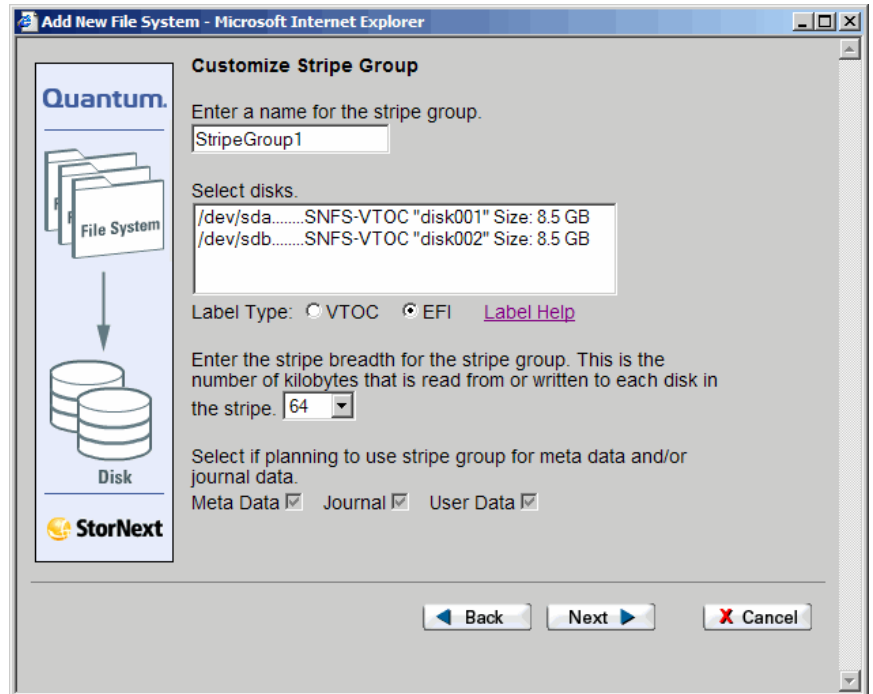 Add New File System - Microsoft Internet Explorer
Quantum.
File System
Disk
StorNext
Customize Stripe Group
Enter a name for the stripe group.
StripeGroup1
Select disks.
/dev/sda.......SNFS-VTOC "disk001" Size: 8.5 GB
/dev/sdb.......SNFS-VTOC "disk002" Size: 8.5 GB
Label Type: VTOC EFI Label Help
Enter the stripe breadth for the stripe group. This is the
number of kilobytes that is read from or written to each disk in
the stripe. 64
Select if planning to use stripe group for meta data and/or
journal data.
Meta Data Journal User Data
Back Next X Cancel